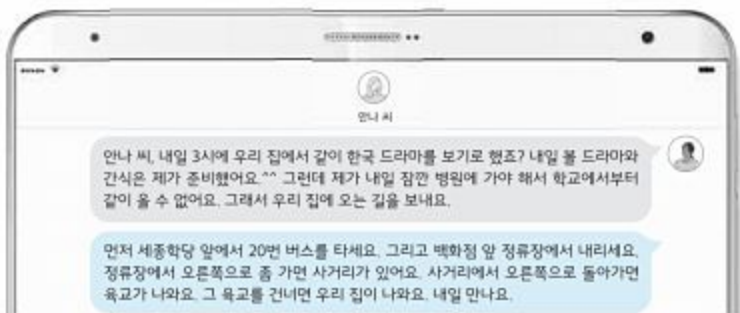 안나 씨
안나 씨, 내일 3시에 우리 집에서 같이 한국 드라마를 보기로 했죠? 내일 볼 드라마와
간식은 제가 준비했어요.^^ 그런데 제가 내일 잠깐 병원에 가야 해서 학교에서부터
같이 올 수 없어요. 그래서 우리 집에 오는 길을 보내요.
먼저 세종학당 앞에서 20번 버스를 타세요. 그리고 백화점 앞 정류장에서 내리세요.
정류장에서 오른쪽으로 좀 가면 사거리가 있어요. 사거리에서 오른쪽으로 돌아가면
육교가 나와요. 그 육교를 건너면 우리 집이 나와요. 내일 만나요.